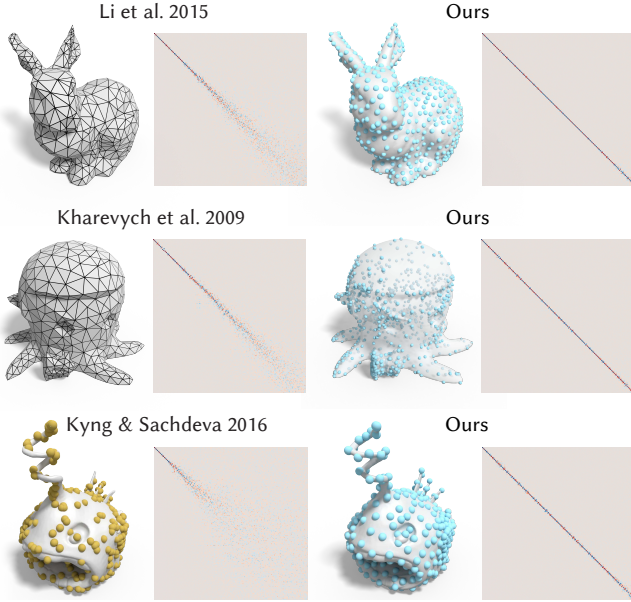 Li et al. 2015
Ours
Kharevych et al. 2009
Ours
Kyng & Sachdeva 2016
Ours